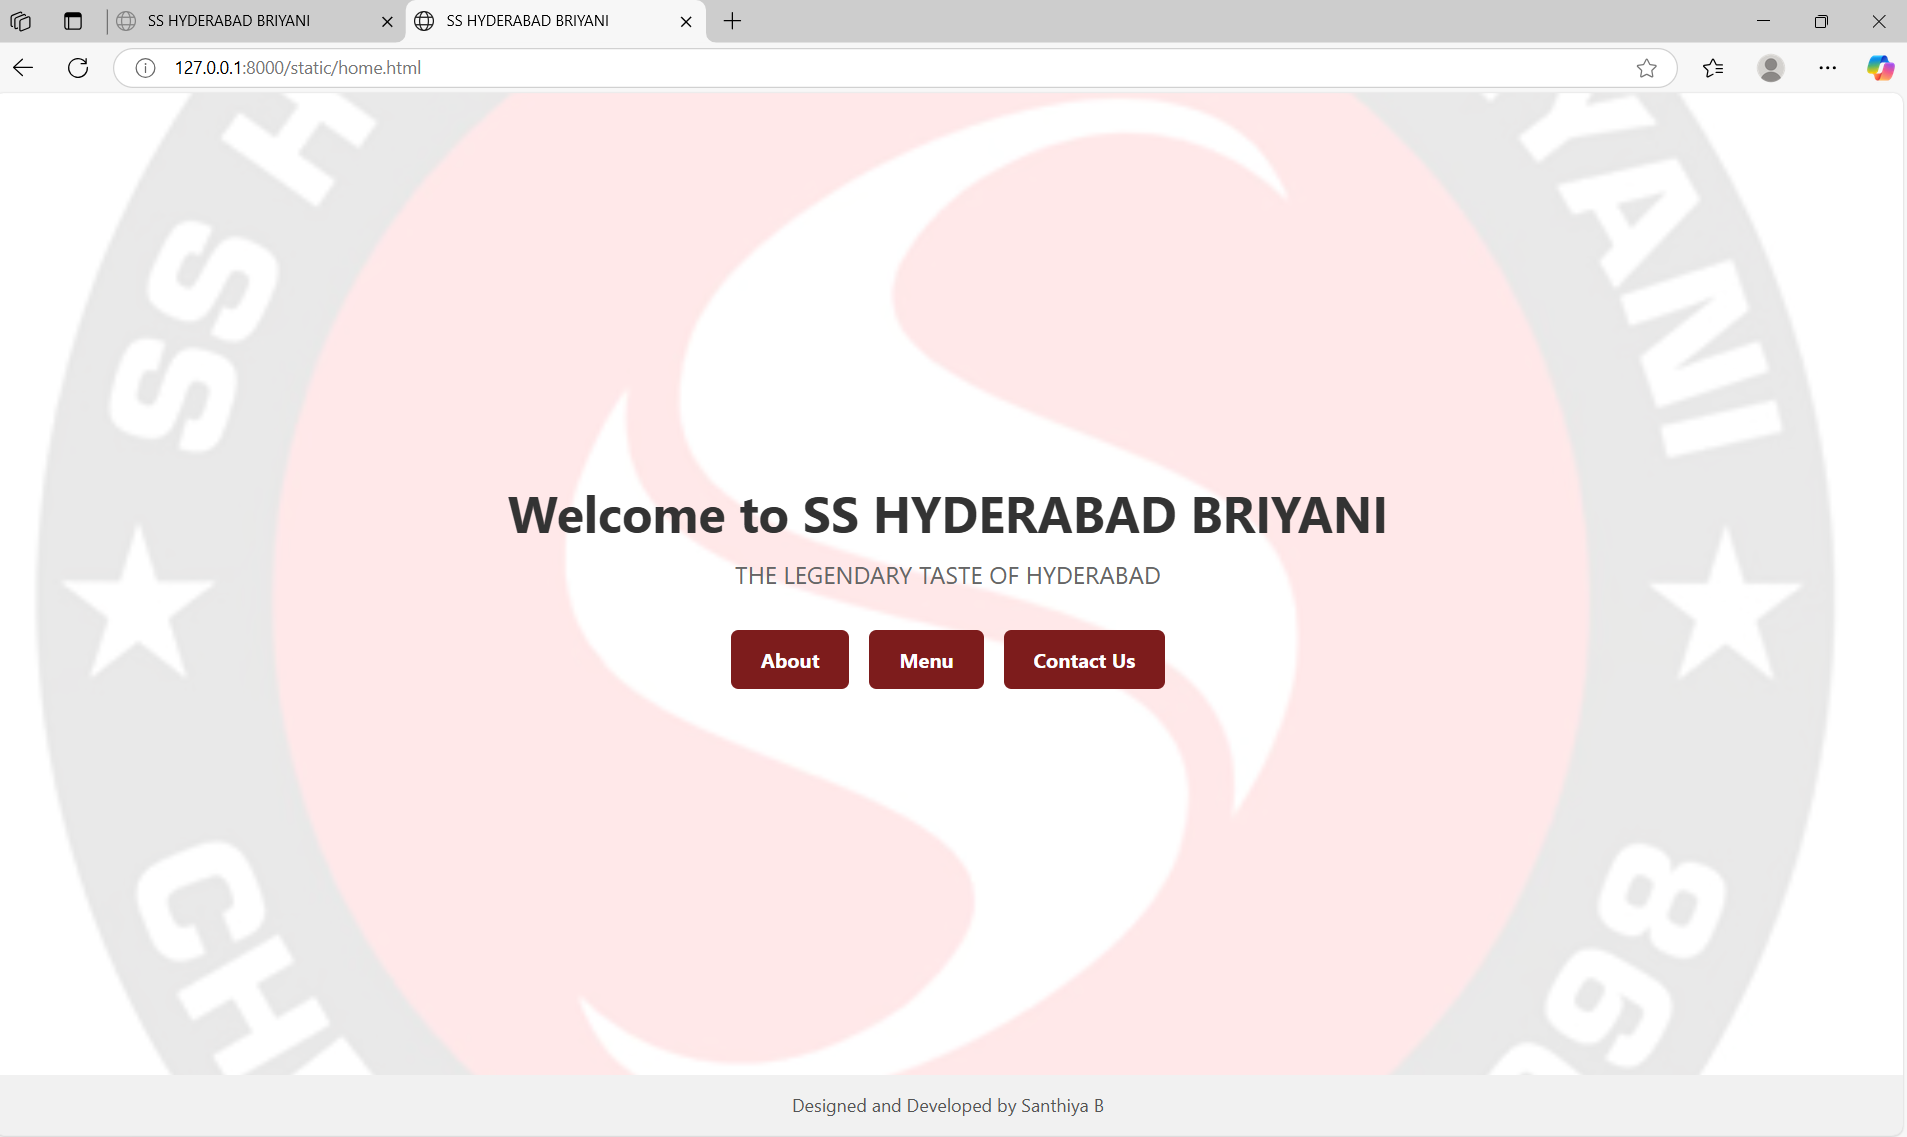 SS HYDERABAD BRIYANI
SS HYDERABAD BRIYANI
127.0.0.1:8000/static/home.html
SS H
YANI
Welcome to SS HYDERABAD BRIYANI
THE LEGENDARY TASTE OF HYDERABAD
About
Menu
Contact Us
CH
86
Designed and Developed by Santhiya B